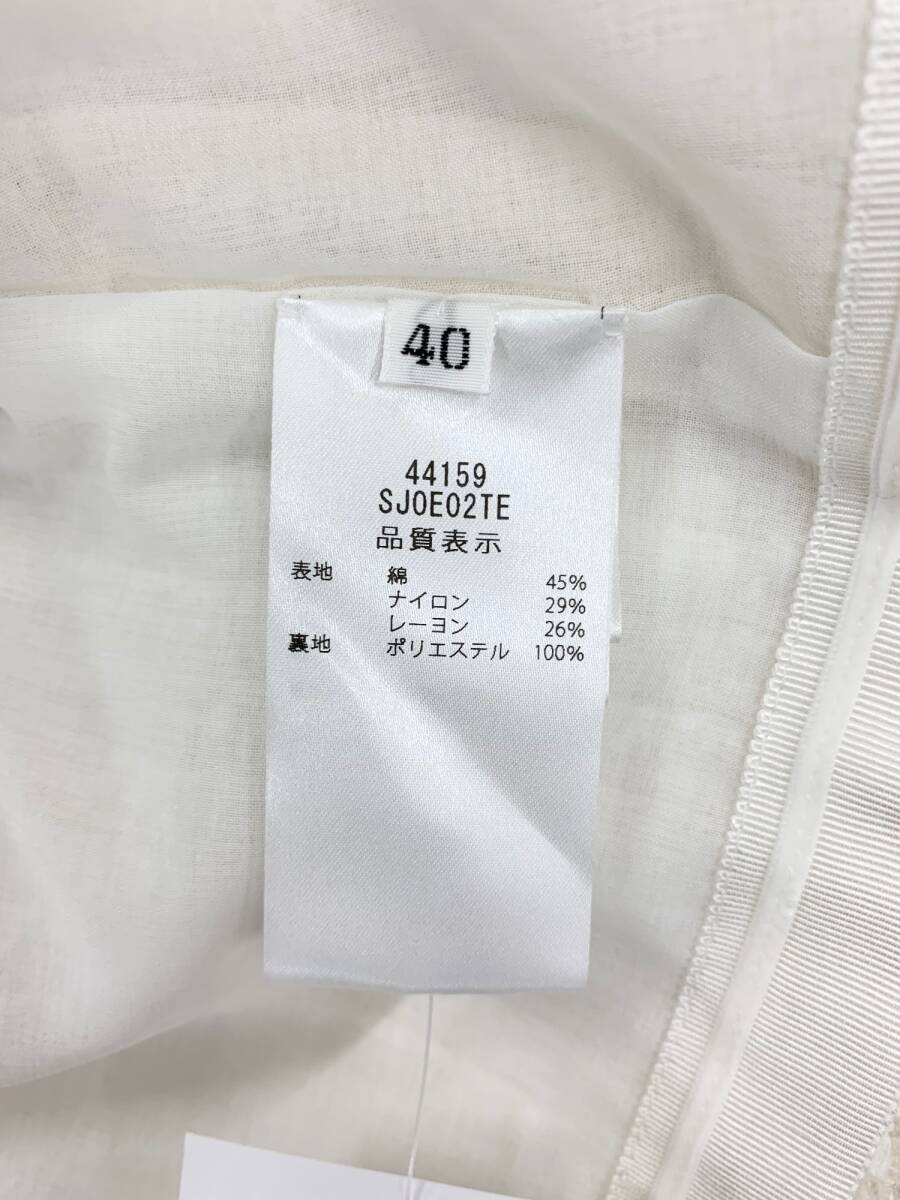 40
44159
SJ0E02TE
品質表示
表地 綿 45%
ナイロン 29%
レーヨン 26%
裏地 ポリエステル 100%